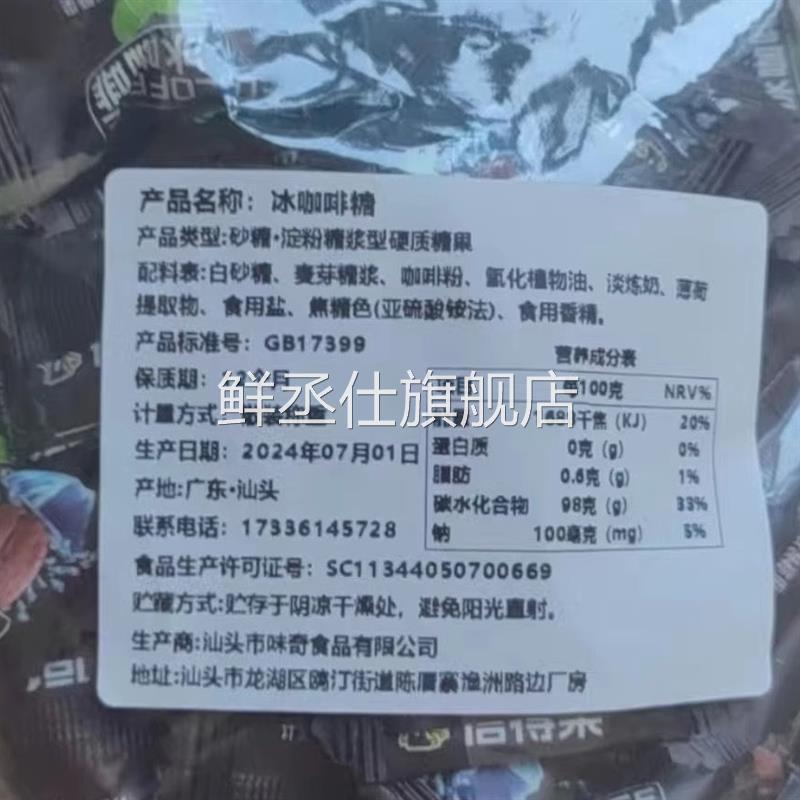 冰咖啡
产品名称：冰咖啡糖
产品类型:砂糖·淀粉糖浆型硬质糖果
配料表:白砂糖、麦芽糖浆、咖啡粉、氢化植物油、淡炼奶、薄荷
提取物、食用盐、焦糖色(亚硫酸铵法)、食用香精。
产品标准号：GB17399
营养成分表
保质期：
每100克 NRV%
鲜丞仕旗舰店
计量方式：
千焦（KJ） 20%
蛋白质 0克（g） 0%
生产日期：2024年07月01日
脂肪 0.6克（g） 1%
产地:广东·汕头
碳水化合物 98克（g） 33%
联系电话：17336145728
钠 100毫克（mg） 5%
食品生产许可证号：SC11344050700669
贮藏方式:贮存于阴凉干燥处，避免阳光直射。
生产商:汕头市味奇食品有限公司
地址:汕头市龙湖区鸥汀街道陈厝寨渔洲路边厂房
倍得莱